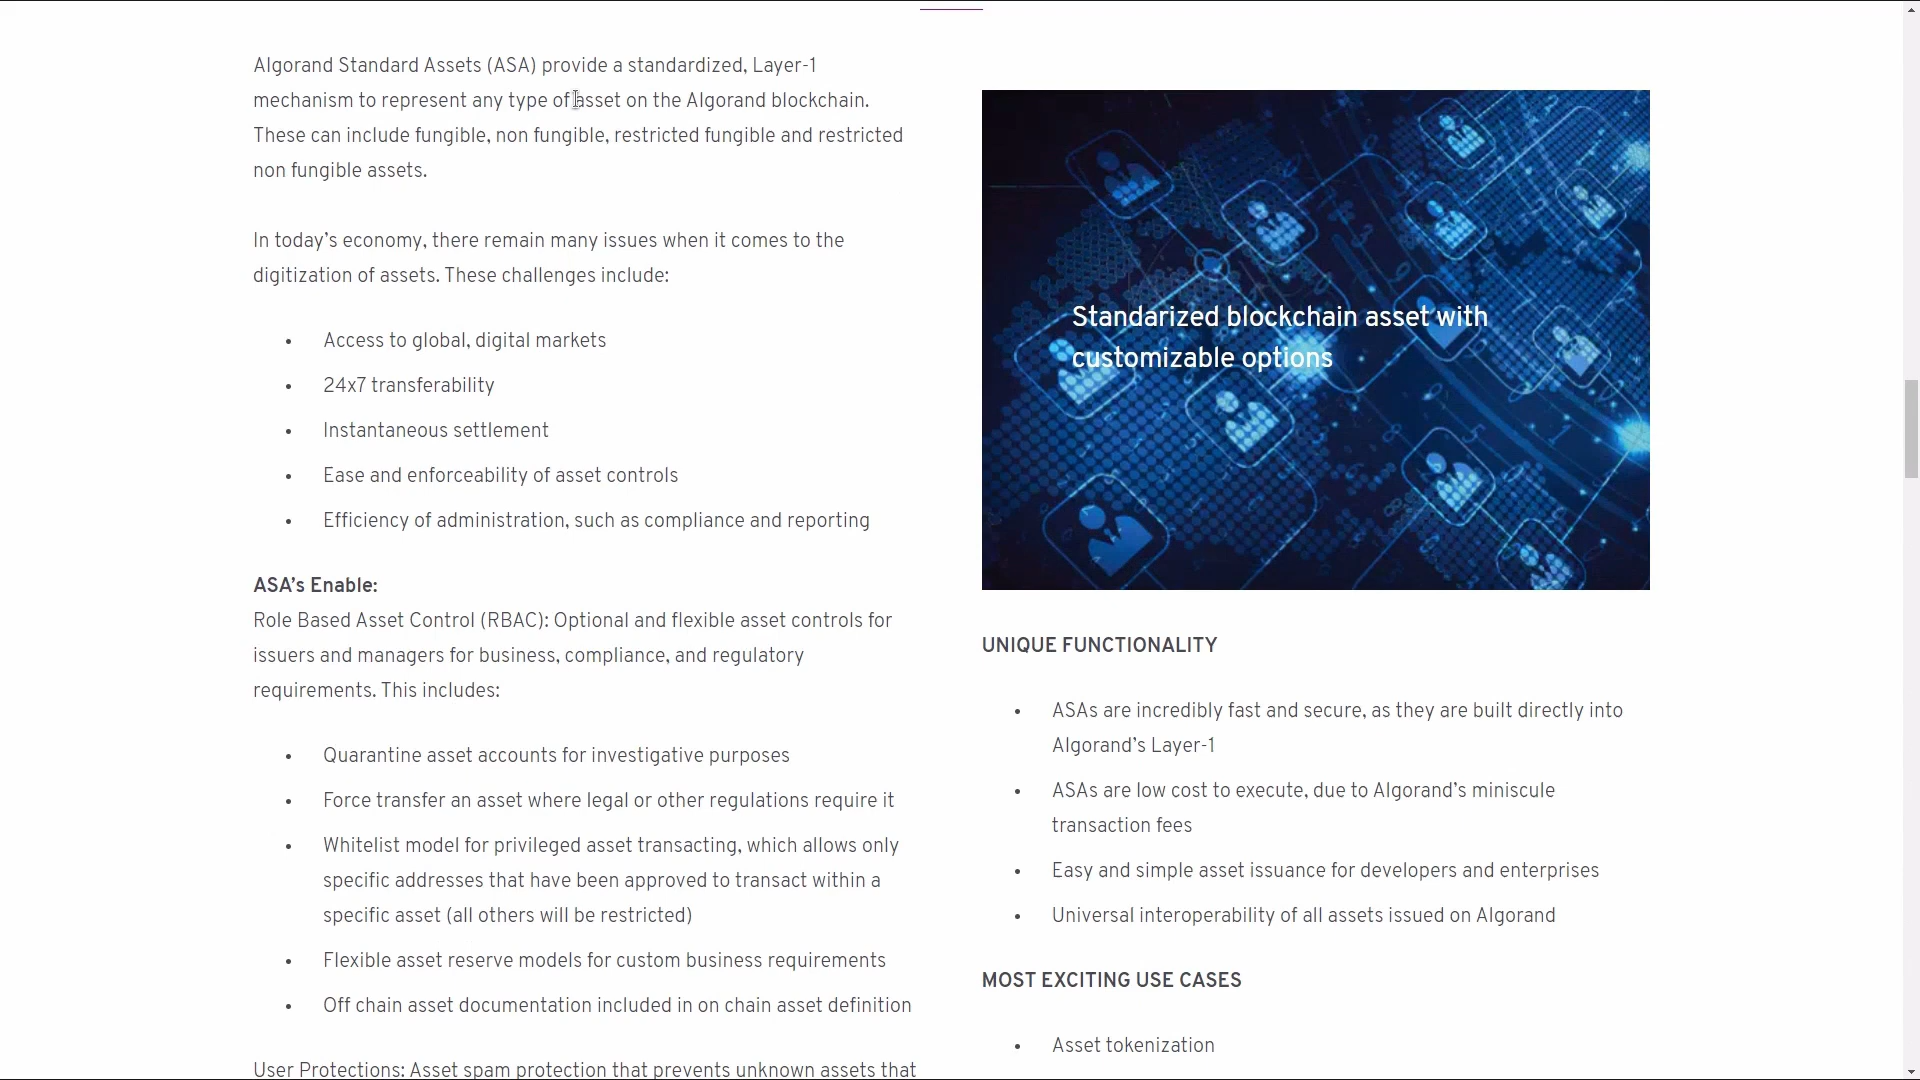 Algorand Standard Assets (ASA) provide a standardized, Layer-1
mechanism to represent any type of asset on the Algorand blockchain.
These can include fungible, non fungible, restricted fungible and restricted
non fungible assets.
In today's economy, there remain many issues when it comes to the
digitization of assets. These challenges include:
• Access to global, digital markets
• 24x7 transferability
• Instantaneous settlement
• Ease and enforceability of asset controls
• Efficiency of administration, such as compliance and reporting
ASA's Enable:
Role Based Asset Control (RBAC): Optional and flexible asset controls for
issuers and managers for business, compliance, and regulatory
requirements. This includes:
• Quarantine asset accounts for investigative purposes
• Force transfer an asset where legal or other regulations require it
• Whitelist model for privileged asset transacting, which allows only
specific addresses that have been approved to transact within a
specific asset (all others will be restricted)
• Flexible asset reserve models for custom business requirements
• Off chain asset documentation included in on chain asset definition
User Protections: Asset spam protection that prevents unknown assets that
Standarized blockchain asset with
customizable options
UNIQUE FUNCTIONALITY
• ASAs are incredibly fast and secure, as they are built directly into
Algorand's Layer-1
• ASAs are low cost to execute, due to Algorand's miniscule
transaction fees
• Easy and simple asset issuance for developers and enterprises
• Universal interoperability of all assets issued on Algorand
MOST EXCITING USE CASES
• Asset tokenization